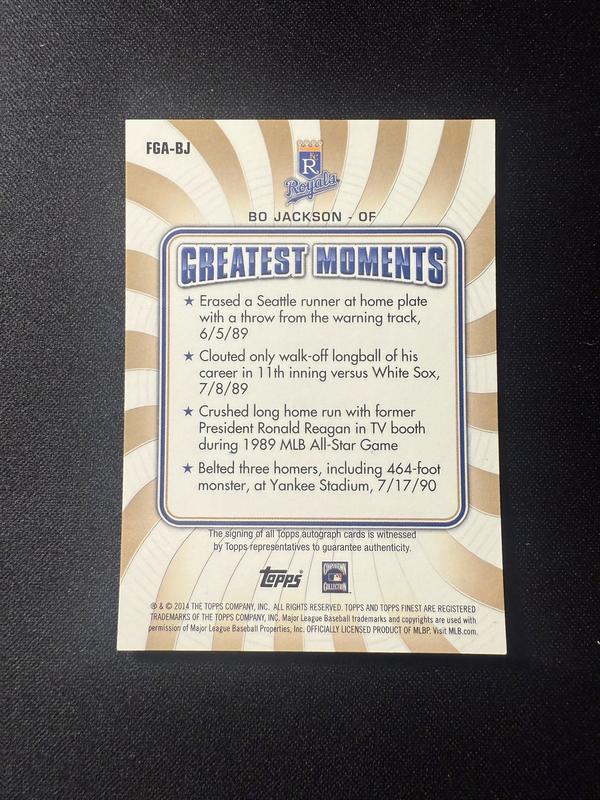 FGA-BJ
KC
R
Royals
BO JACKSON - OF
GREATEST MOMENTS
★ Erased a Seattle runner at home plate
with a throw from the warning track,
6/5/89
★ Clouted only walk-off longball of his
career in 11th inning versus White Sox,
7/8/89
★ Crushed long home run with former
President Ronald Reagan in TV booth
during 1989 MLB All-Star Game
★ Belted three homers, including 464-foot
monster, at Yankee Stadium, 7/17/90
The signing of all Topps autograph cards is witnessed
by Topps representatives to guarantee authenticity.
Topps
COOPERSTOWN
COLLECTION
® & © 2014 THE TOPPS COMPANY, INC. ALL RIGHTS RESERVED. TOPPS AND TOPPS FINEST ARE REGISTERED
TRADEMARKS OF THE TOPPS COMPANY, INC. Major League Baseball trademarks and copyrights are used with
permission of Major League Baseball Properties, Inc. OFFICIALLY LICENSED PRODUCT OF MLBP. Visit MLB.com.